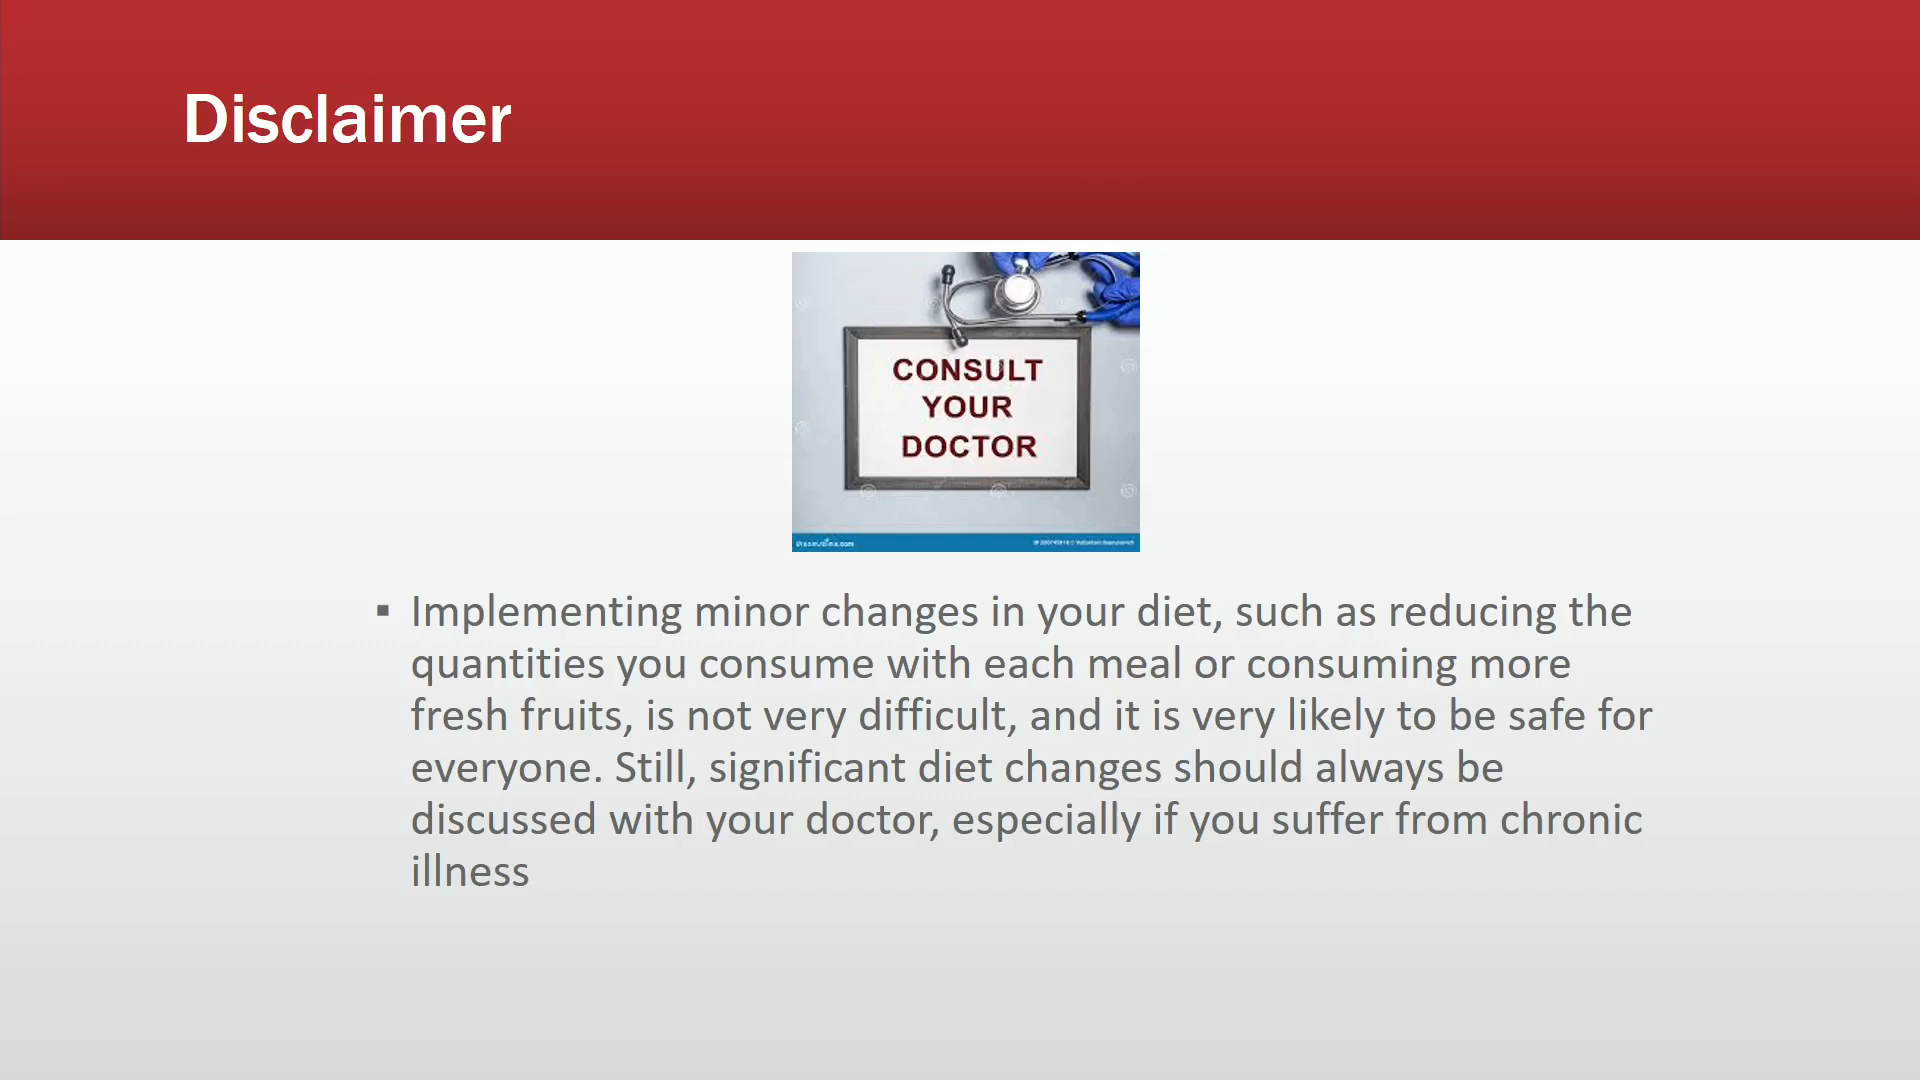 Disclaimer
CONSULT
YOUR
DOCTOR
dreamstime.com
▪ Implementing minor changes in your diet, such as reducing the
quantities you consume with each meal or consuming more
fresh fruits, is not very difficult, and it is very likely to be safe for
everyone. Still, significant diet changes should always be
discussed with your doctor, especially if you suffer from chronic
illness